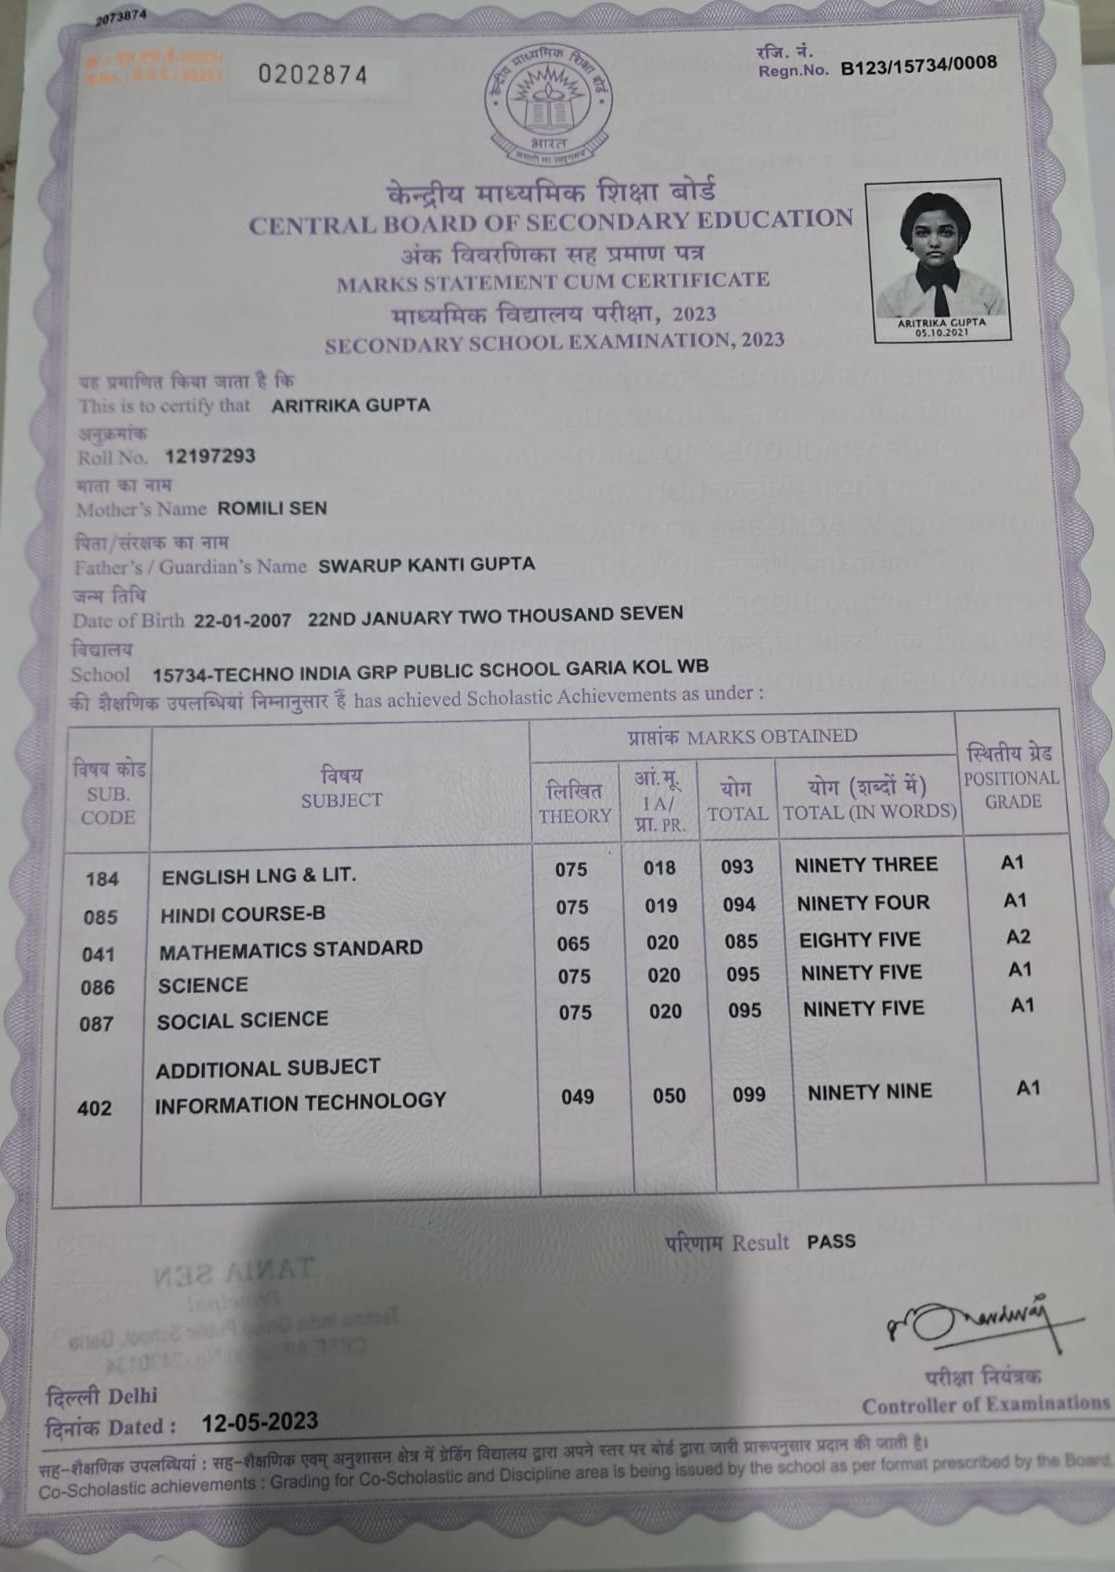 2073874
0202874
रजि. नं.
Regn.No. B123/15734/0008
केन्द्रीय माध्यमिक शिक्षा बोर्ड
भारत
केन्द्रीय माध्यमिक शिक्षा बोर्ड
CENTRAL BOARD OF SECONDARY EDUCATION
अंक विवरणिका सह प्रमाण पत्र
MARKS STATEMENT CUM CERTIFICATE
माध्यमिक विद्यालय परीक्षा, 2023
SECONDARY SCHOOL EXAMINATION, 2023
ARITRIKA GUPTA
05.10.2021
यह प्रमाणित किया जाता है कि
This is to certify that ARITRIKA GUPTA
अनुक्रमांक
Roll No. 12197293
माता का नाम
Mother's Name ROMILI SEN
पिता/संरक्षक का नाम
Father's / Guardian's Name SWARUP KANTI GUPTA
जन्म तिथि
Date of Birth 22-01-2007 22ND JANUARY TWO THOUSAND SEVEN
विद्यालय
School 15734-TECHNO INDIA GRP PUBLIC SCHOOL GARIA KOL WB
की शैक्षणिक उपलब्धियां निम्नानुसार हैं has achieved Scholastic Achievements as under :
विषय कोड SUB. CODE
विषय SUBJECT
प्राप्तांक MARKS OBTAINED
लिखित THEORY
आं.मू. I A/ प्रा. PR.
योग TOTAL
योग (शब्दों में) TOTAL (IN WORDS)
स्थितीय ग्रेड POSITIONAL GRADE
184 ENGLISH LNG & LIT. 075 018 093 NINETY THREE A1
085 HINDI COURSE-B 075 019 094 NINETY FOUR A1
041 MATHEMATICS STANDARD 065 020 085 EIGHTY FIVE A2
086 SCIENCE 075 020 095 NINETY FIVE A1
087 SOCIAL SCIENCE 075 020 095 NINETY FIVE A1
ADDITIONAL SUBJECT
402 INFORMATION TECHNOLOGY 049 050 099 NINETY NINE A1
परिणाम Result PASS
TANIA SEN
Principal
दिल्ली Delhi
दिनांक Dated : 12-05-2023
परीक्षा नियंत्रक
Controller of Examinations
सह-शैक्षणिक उपलब्धियां : सह-शैक्षणिक एवम् अनुशासन क्षेत्र में ग्रेडिंग विद्यालय द्वारा अपने स्तर पर बोर्ड द्वारा जारी प्रारूपनुसार प्रदान की जाती है।
Co-Scholastic achievements : Grading for Co-Scholastic and Discipline area is being issued by the school as per format prescribed by the Board.